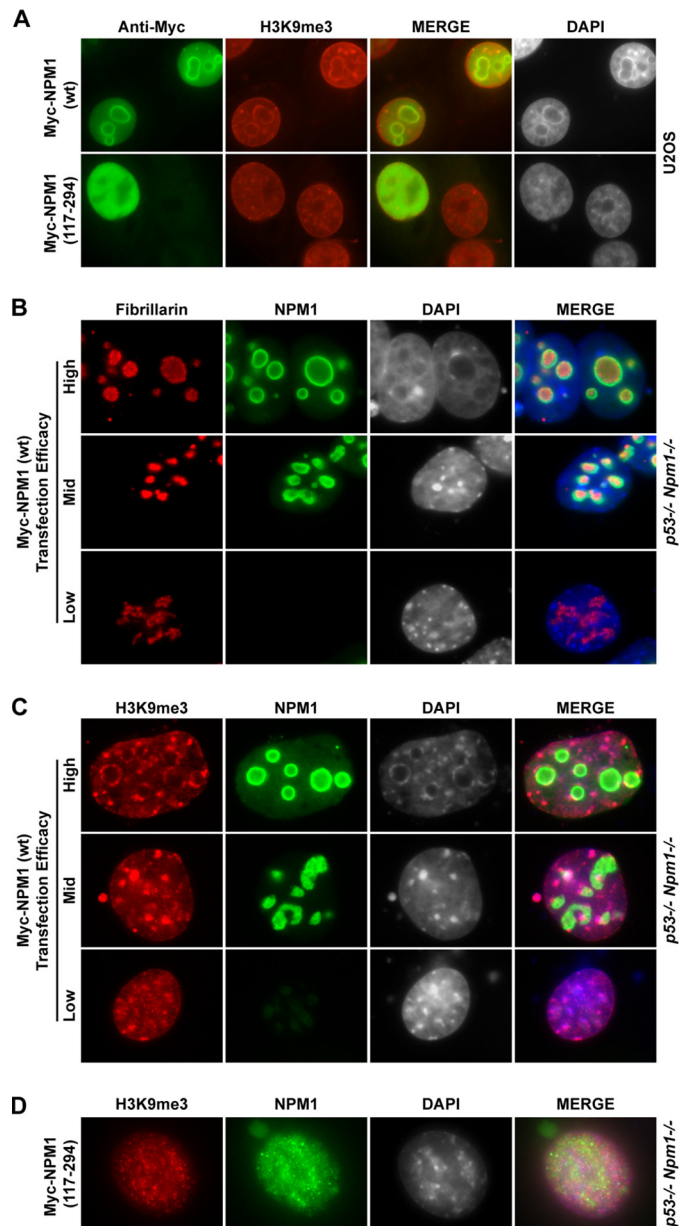 A
Anti-Myc H3K9me3 MERGE DAPI
Myc-NPM1
(wt)
Myc-NPM1
(117-294)
U2OS
B
Fibrillarin NPM1 DAPI MERGE
Myc-NPM1 (wt)
Transfection Efficacy
High
Mid
Low
p53-/- Npm1-/-
C
H3K9me3 NPM1 DAPI MERGE
Myc-NPM1 (wt)
Transfection Efficacy
High
Mid
Low
p53-/- Npm1-/-
D
H3K9me3 NPM1 DAPI MERGE
Myc-NPM1
(117-294)
p53-/- Npm1-/-